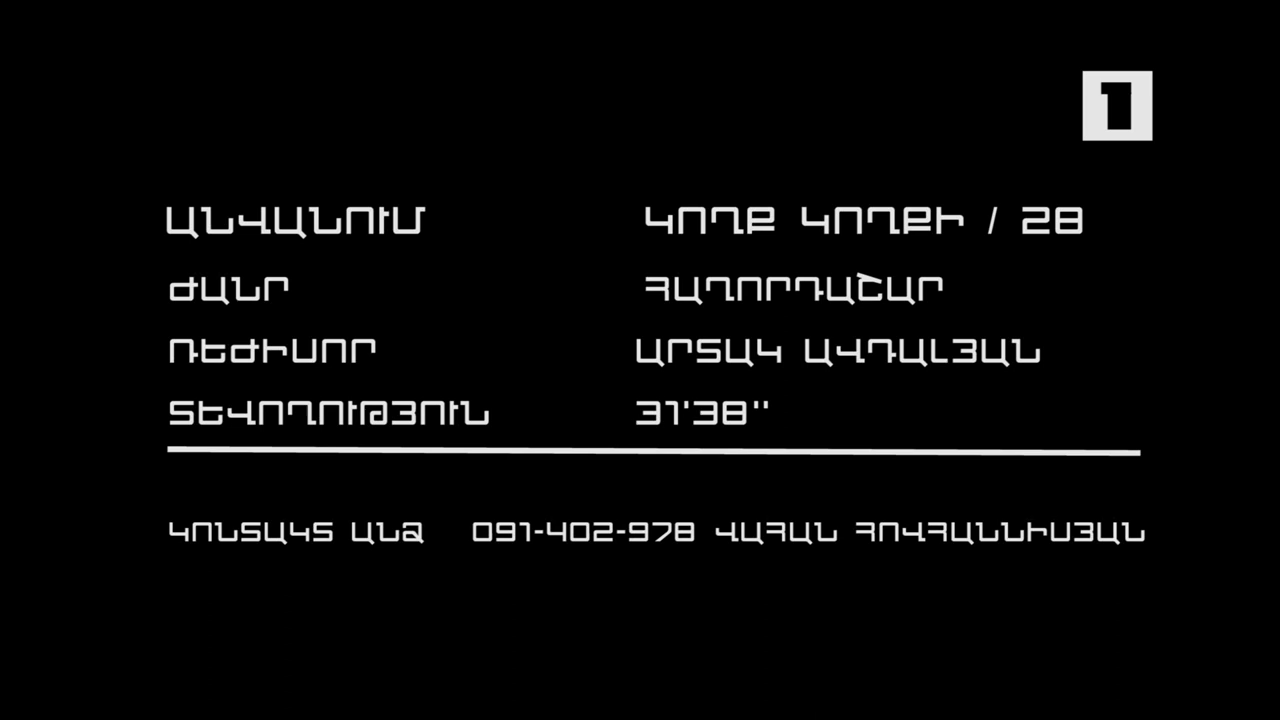 1
ԱՆՎԱՆՈՒՄ ԿՈՂՔ ԿՈՂՔԻ / 28
ԺԱՆՐ ՀԱՂՈՐԴԱՇԱՐ
ՌԵԺԻՍՈՐ ԱՐՏԱԿ ԱՎԴԱԼՅԱՆ
ՏԵՎՈՂՈՒԹՅՈՒՆ 31'38''
ԿՈՆՏԱԿՏ ԱՆՁ 091-402-978 ՎԱՀԱՆ ՀՈՎՀԱՆՆԻՍՅԱՆ